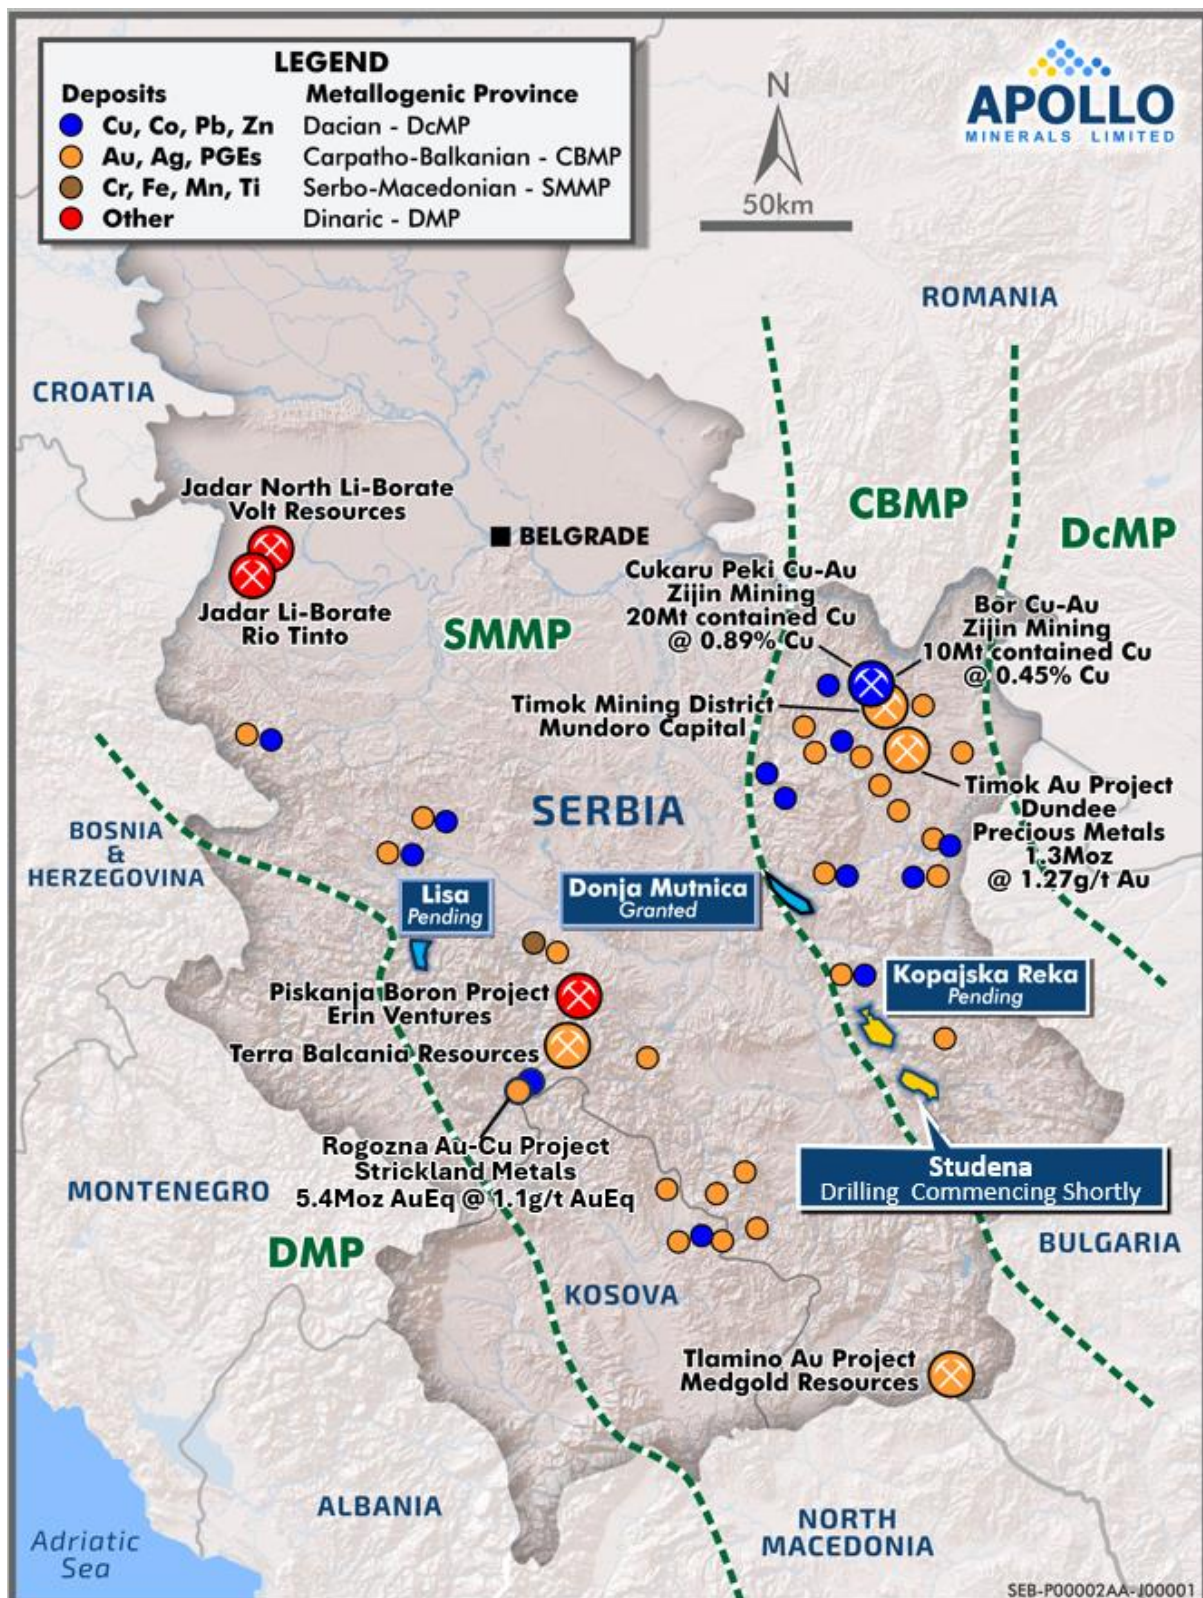 LEGEND
Deposits Metallogenic Province
Cu, Co, Pb, Zn Dacian - DcMP
Au, Ag, PGEs Carpatho-Balkanian - CBMP
Cr, Fe, Mn, Ti Serbo-Macedonian - SMMP
Other Dinaric - DMP
N
50km
APOLLO
MINERALS LIMITED
ROMANIA
CROATIA
Jadar North Li-Borate
Volt Resources
Jadar Li-Borate
Rio Tinto
BELGRADE
SMMP
CBMP
DcMP
Cukaru Peki Cu-Au
Zijin Mining
20Mt contained Cu
@ 0.89% Cu
Bor Cu-Au
Zijin Mining
10Mt contained Cu
@ 0.45% Cu
Timok Mining District
Mundoro Capital
SERBIA
Timok Au Project
Dundee
Precious Metals
1.3Moz
@ 1.27g/t Au
BOSNIA
&
HERZEGOVINA
Lisa
Pending
Donja Mutnica
Granted
Kopajska Reka
Pending
Piskanja Boron Project
Erin Ventures
Terra Balcania Resources
Rogozna Au-Cu Project
Strickland Metals
5.4Moz AuEq @ 1.1g/t AuEq
Studena
Drilling Commencing Shortly
MONTENEGRO
DMP
KOSOVA
BULGARIA
Tlamino Au Project
Medgold Resources
ALBANIA
NORTH
MACEDONIA
Adriatic
Sea
SEB-P00002AA-J00001